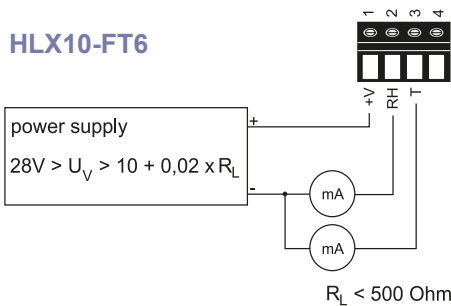 HLX10-FT6
1 2 3 4
+V RH T
power supply
28V > U_V > 10 + 0,02 x R_L
+
-
mA
mA
R_L < 500 Ohm